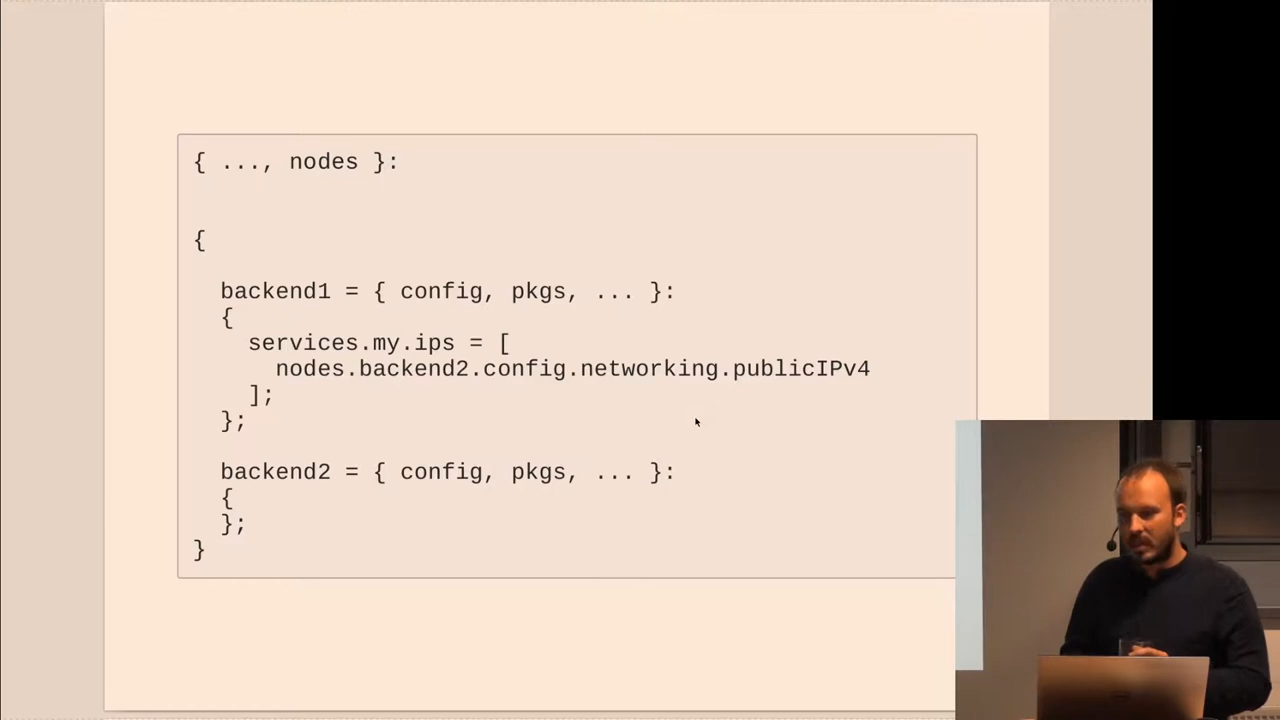 { ..., nodes }:
{
backend1 = { config, pkgs, ... }:
{
services.my.ips = [
nodes.backend2.config.networking.publicIPv4
];
};
backend2 = { config, pkgs, ... }:
{
};
}